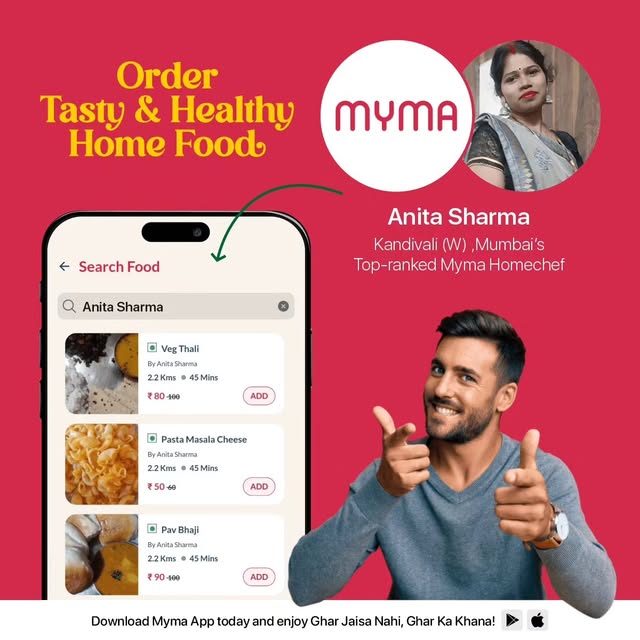 Order
Tasty & Healthy
Home Food
MYMA
Anita Sharma
Kandivali (W) ,Mumbai's
Top-ranked Myma Homechef
Search Food
Anita Sharma
Veg Thali
By Anita Sharma
2.2 Kms 45 Mins
₹ 80 100
ADD
Pasta Masala Cheese
By Anita Sharma
2.2 Kms 45 Mins
₹ 50 60
ADD
Pav Bhaji
By Anita Sharma
2.2 Kms 45 Mins
₹ 90 100
ADD
Download Myma App today and enjoy Ghar Jaisa Nahi, Ghar Ka Khana!